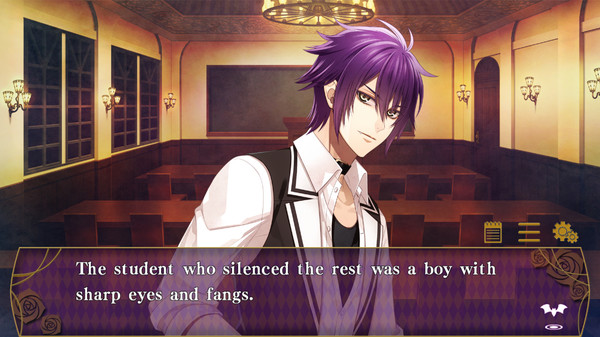 The student who silenced the rest was a boy with
sharp eyes and fangs.